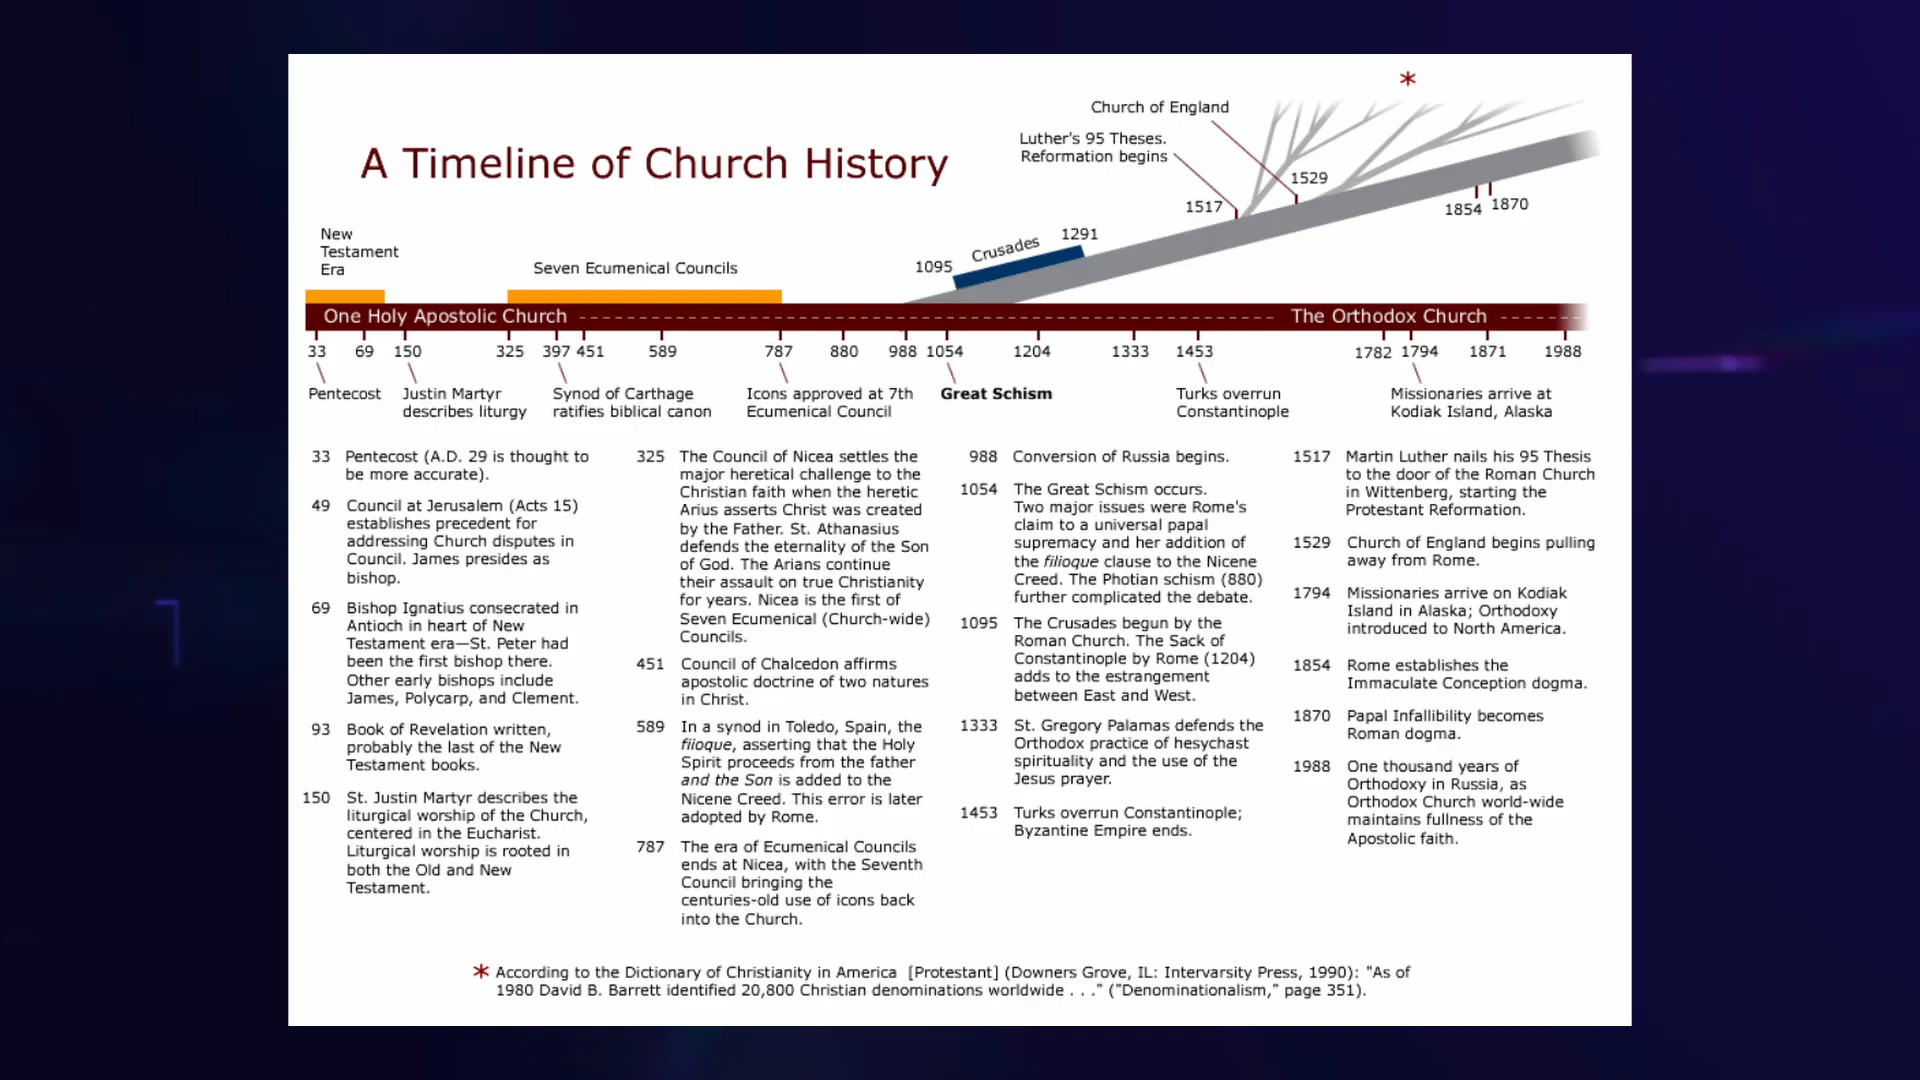 *
Church of England
Luther's 95 Theses.
Reformation begins
A Timeline of Church History
1529
1517
1854 1870
New
Testament
Era
Seven Ecumenical Councils
1095
Crusades
1291
One Holy Apostolic Church
The Orthodox Church
33 69 150 325 397 451 589 787 880 988 1054 1204 1333 1453 1782 1794 1871 1988
Pentecost
Justin Martyr
describes liturgy
Synod of Carthage
ratifies biblical canon
Icons approved at 7th
Ecumenical Council
Great Schism
Turks overrun
Constantinople
Missionaries arrive at
Kodiak Island, Alaska
33 Pentecost (A.D. 29 is thought to
be more accurate).
49 Council at Jerusalem (Acts 15)
establishes precedent for
addressing Church disputes in
Council. James presides as
bishop.
69 Bishop Ignatius consecrated in
Antioch in heart of New
Testament era—St. Peter had
been the first bishop there.
Other early bishops include
James, Polycarp, and Clement.
93 Book of Revelation written,
probably the last of the New
Testament books.
150 St. Justin Martyr describes the
liturgical worship of the Church,
centered in the Eucharist.
Liturgical worship is rooted in
both the Old and New
Testament.
325 The Council of Nicea settles the
major heretical challenge to the
Christian faith when the heretic
Arius asserts Christ was created
by the Father. St. Athanasius
defends the eternality of the Son
of God. The Arians continue
their assault on true Christianity
for years. Nicea is the first of
Seven Ecumenical (Church-wide)
Councils.
451 Council of Chalcedon affirms
apostolic doctrine of two natures
in Christ.
589 In a synod in Toledo, Spain, the
fiioque, asserting that the Holy
Spirit proceeds from the father
and the Son is added to the
Nicene Creed. This error is later
adopted by Rome.
787 The era of Ecumenical Councils
ends at Nicea, with the Seventh
Council bringing the
centuries-old use of icons back
into the Church.
988 Conversion of Russia begins.
1054 The Great Schism occurs.
Two major issues were Rome's
claim to a universal papal
supremacy and her addition of
the filioque clause to the Nicene
Creed. The Photian schism (880)
further complicated the debate.
1095 The Crusades begun by the
Roman Church. The Sack of
Constantinople by Rome (1204)
adds to the estrangement
between East and West.
1333 St. Gregory Palamas defends the
Orthodox practice of hesychast
spirituality and the use of the
Jesus prayer.
1453 Turks overrun Constantinople;
Byzantine Empire ends.
1517 Martin Luther nails his 95 Thesis
to the door of the Roman Church
in Wittenberg, starting the
Protestant Reformation.
1529 Church of England begins pulling
away from Rome.
1794 Missionaries arrive on Kodiak
Island in Alaska; Orthodoxy
introduced to North America.
1854 Rome establishes the
Immaculate Conception dogma.
1870 Papal Infallibility becomes
Roman dogma.
1988 One thousand years of
Orthodoxy in Russia, as
Orthodox Church world-wide
maintains fullness of the
Apostolic faith.
* According to the Dictionary of Christianity in America [Protestant] (Downers Grove, IL: Intervarsity Press, 1990): "As of
1980 David B. Barrett identified 20,800 Christian denominations worldwide . . ." ("Denominationalism," page 351).